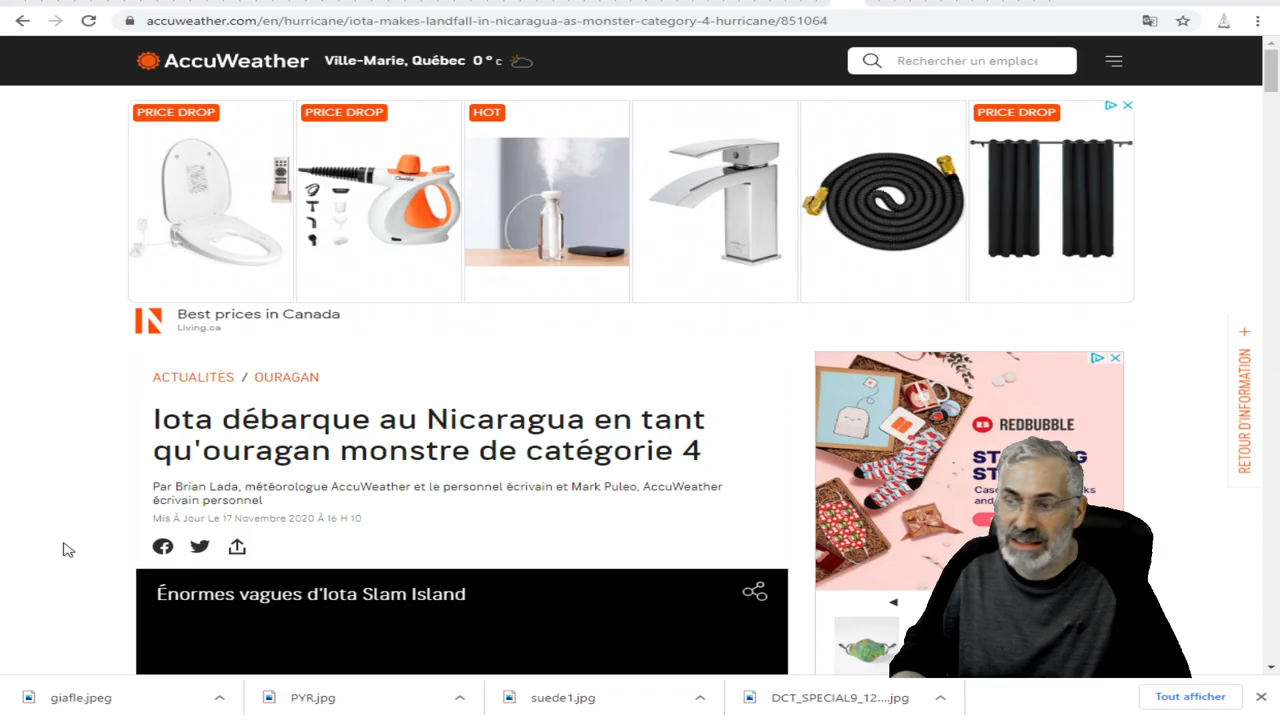 accuweather.com/en/hurricane/iota-makes-landfall-in-nicaragua-as-monster-category-4-hurricane/851064
AccuWeather Ville-Marie, Québec 0° C
Rechercher un emplace
PRICE DROP
PRICE DROP
HOT
PRICE DROP
Best prices in Canada
Living.ca
RETOUR D'INFORMATION +
ACTUALITÉS / OURAGAN
Iota débarque au Nicaragua en tant
qu'ouragan monstre de catégorie 4
Par Brian Lada, météorologue AccuWeather et le personnel écrivain et Mark Puleo, AccuWeather
écrivain personnel
Mis À Jour Le 17 Novembre 2020 À 16 H 10
REDBUBBLE
Énormes vagues d'Iota Slam Island
giafle.jpeg
PYR.jpg
suede1.jpg
DCT_SPECIAL9_12....jpg
Tout afficher